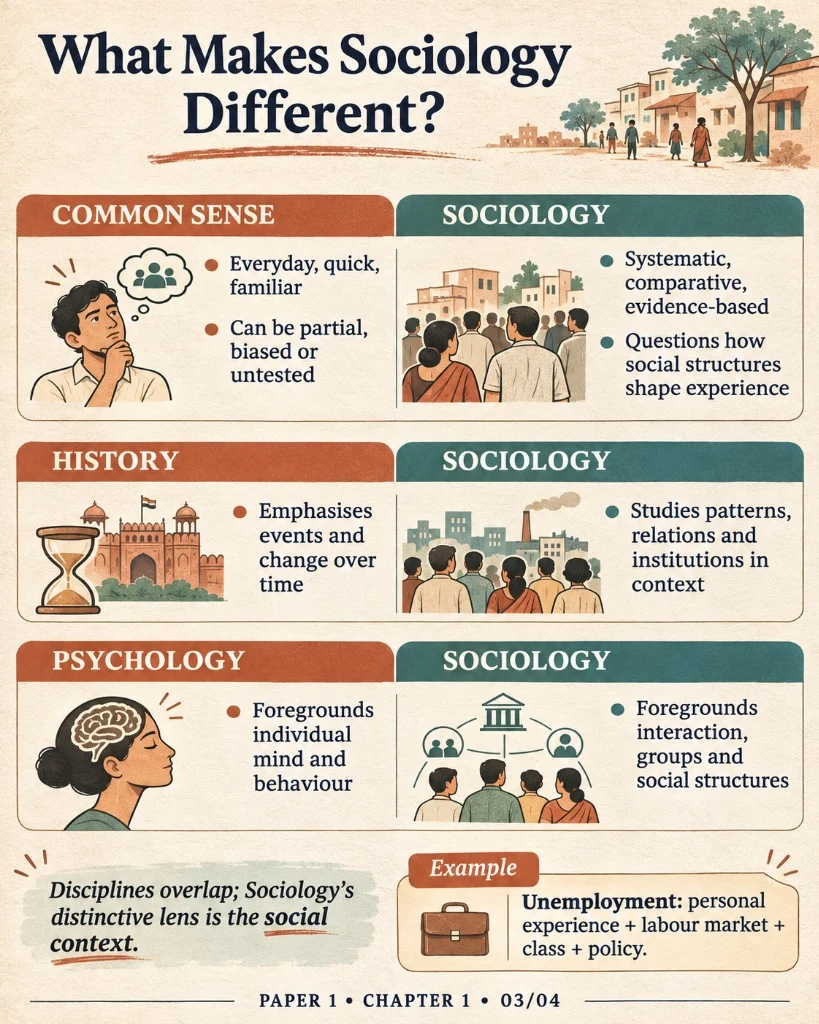 What Makes Sociology
Different?
COMMON SENSE
Everyday, quick,
familiar
Can be partial,
biased or
untested
SOCIOLOGY
Systematic,
comparative,
evidence-based
Questions how
social structures
shape experience
HISTORY
Emphasises
events and
change over
time
SOCIOLOGY
Studies patterns,
relations and
institutions in
context
PSYCHOLOGY
Foregrounds
individual
mind and
behaviour
SOCIOLOGY
Foregrounds
interaction,
groups and
social structures
Disciplines overlap; Sociology's
distinctive lens is the social
context.
Example
Unemployment: personal
experience + labour market +
class + policy.
PAPER 1 • CHAPTER 1 • 03/04